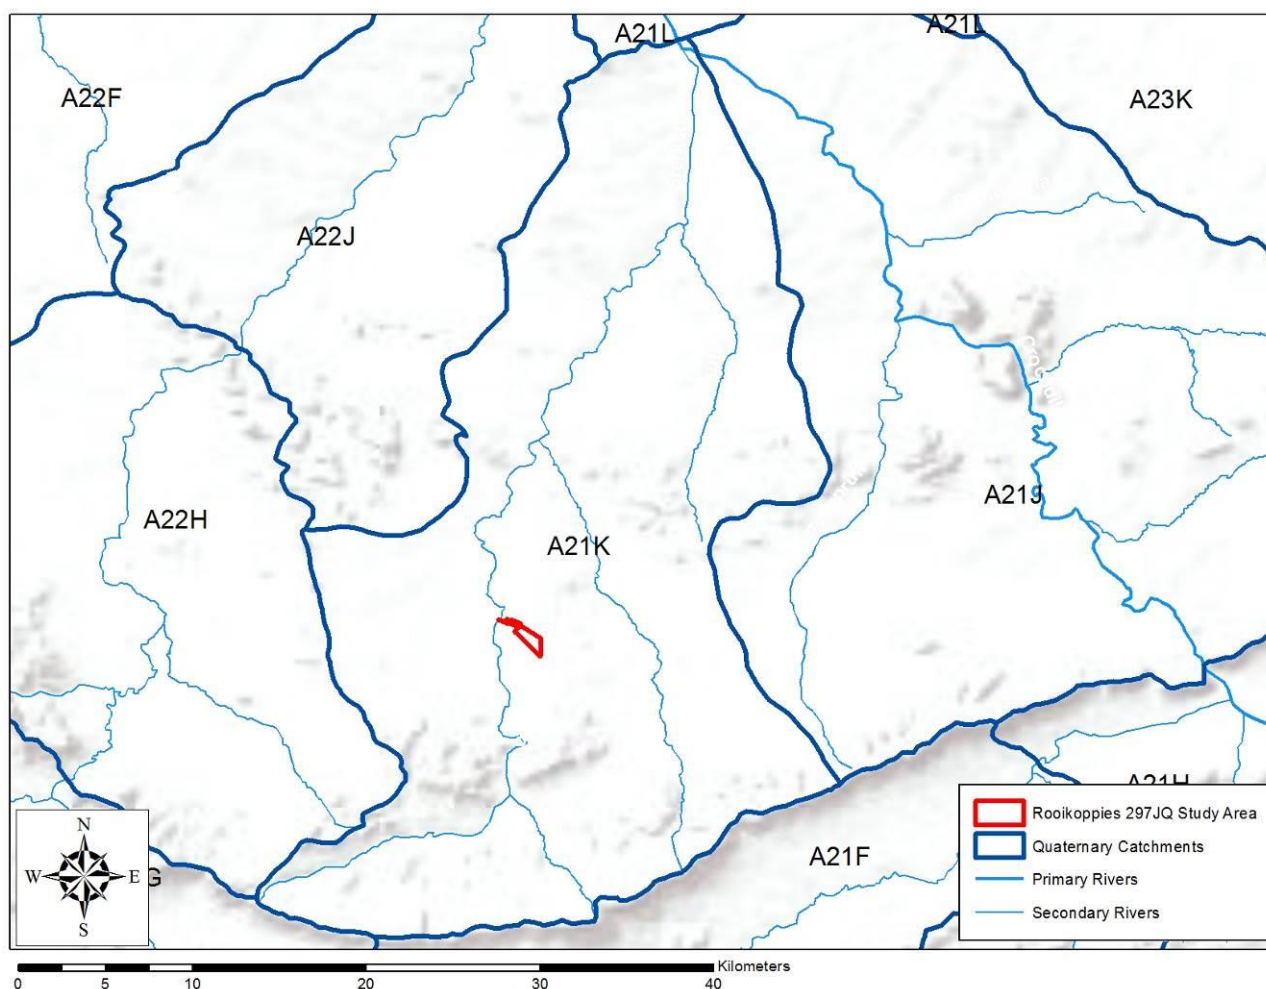 A21L
A21L
A22F
A23K
A22J
Crocodil
A21J
A22H
A21K
A21H
A21F
G
N
W E
S
Rooikoppies 297JQ Study Area
Quaternary Catchments
Primary Rivers
Secondary Rivers
Kilometers
0 5 10 20 30 40